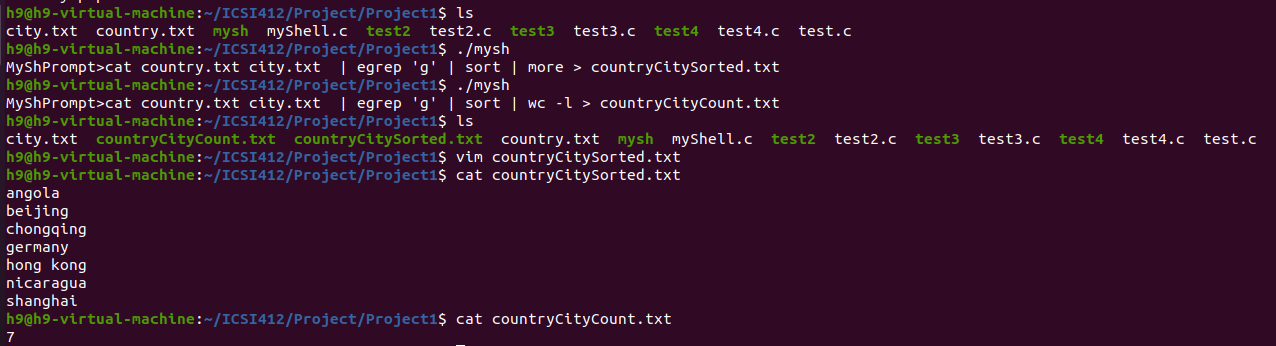 h9@h9-virtual-machine:~/ICSI412/Project/Project1$ ls
city.txt  country.txt  mysh  myShell.c  test2  test2.c  test3  test3.c  test4  test4.c  test.c
h9@h9-virtual-machine:~/ICSI412/Project/Project1$ ./mysh
MyShPrompt>cat country.txt city.txt  | egrep 'g' | sort | more > countryCitySorted.txt
h9@h9-virtual-machine:~/ICSI412/Project/Project1$ ./mysh
MyShPrompt>cat country.txt city.txt  | egrep 'g' | sort | wc -l > countryCityCount.txt
h9@h9-virtual-machine:~/ICSI412/Project/Project1$ ls
city.txt  countryCityCount.txt  countryCitySorted.txt  country.txt  mysh  myShell.c  test2  test2.c  test3  test3.c  test4  test4.c  test.c
h9@h9-virtual-machine:~/ICSI412/Project/Project1$ vim countryCitySorted.txt
h9@h9-virtual-machine:~/ICSI412/Project/Project1$ cat countryCitySorted.txt
angola
beijing
chongqing
germany
hong kong
nicaragua
shanghai
h9@h9-virtual-machine:~/ICSI412/Project/Project1$ cat countryCityCount.txt
7